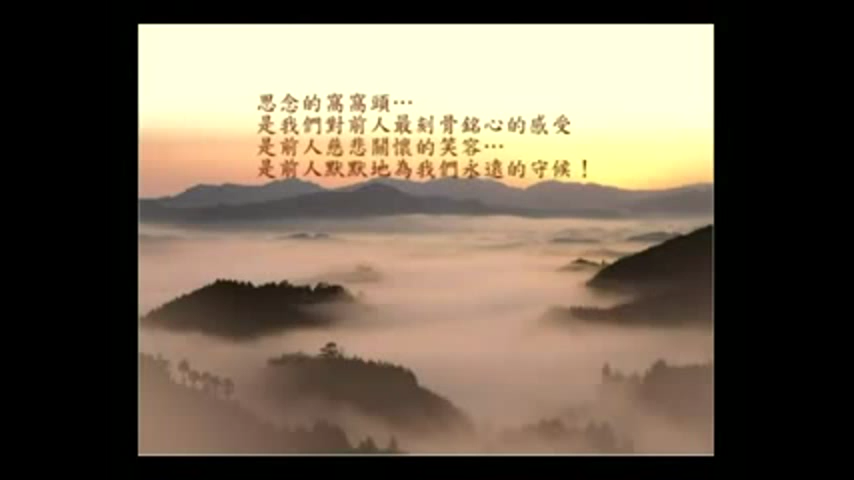 思念的窩窩頭…
是我們對前人最刻骨銘心的感受
是前人慈悲關懷的笑容…
是前人默默地為我們永遠的守候！